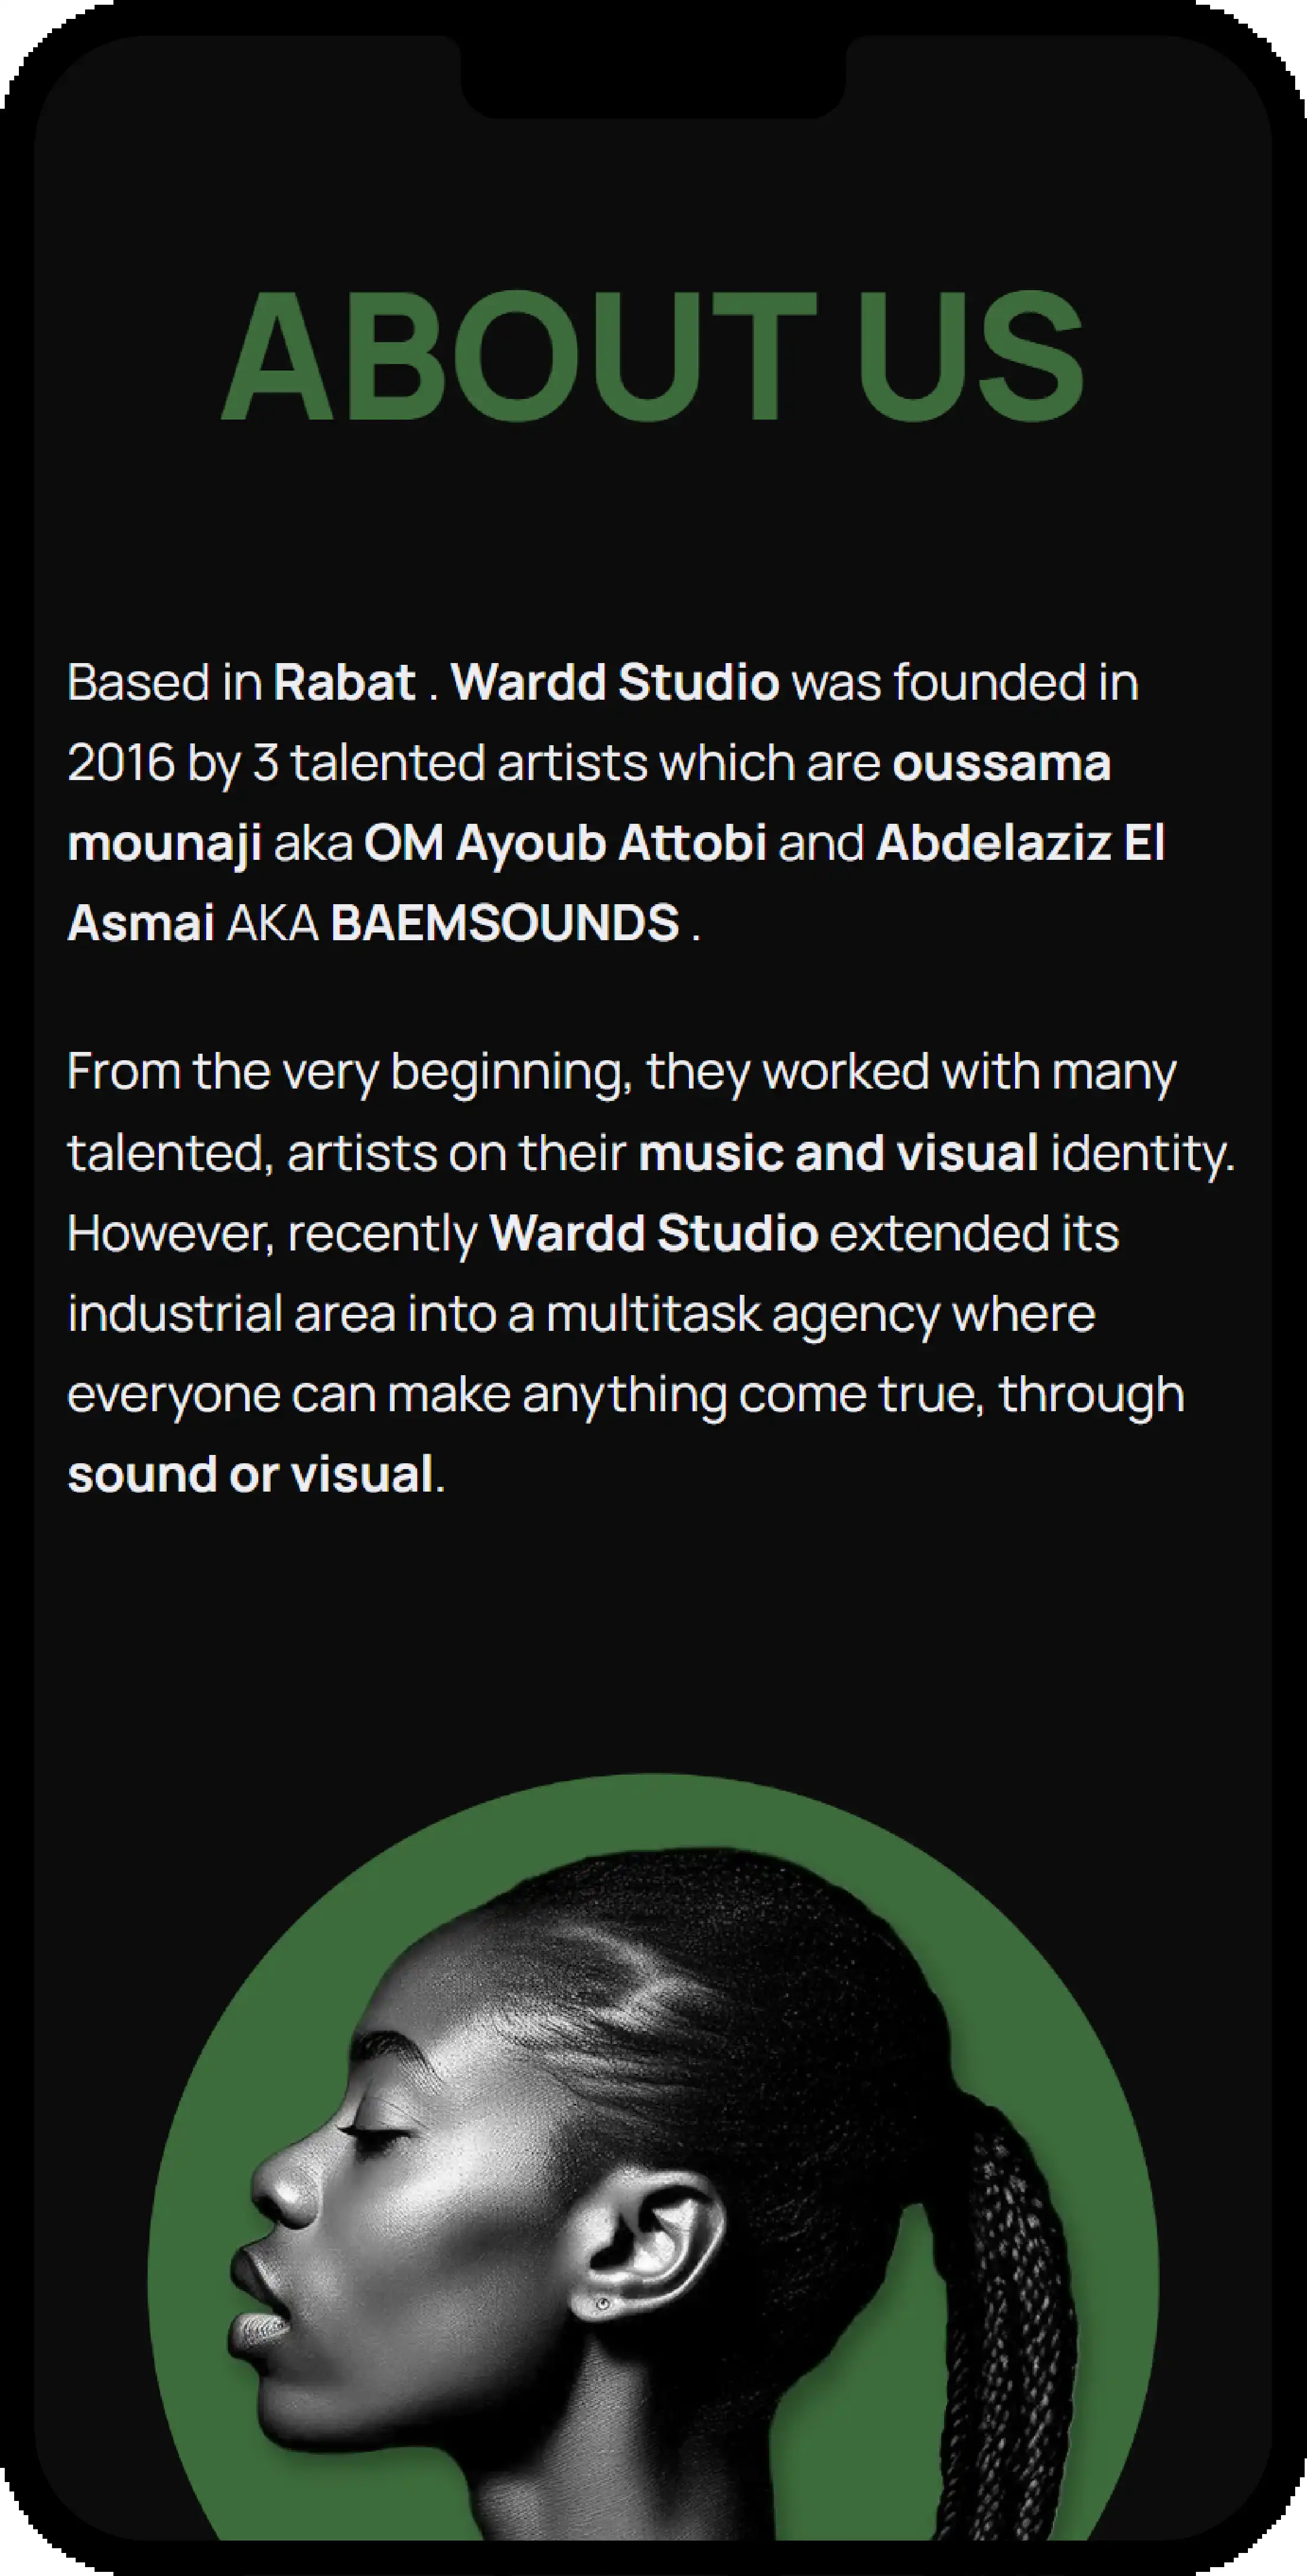 ABOUT US
Based in Rabat . Wardd Studio was founded in
2016 by 3 talented artists which are oussama
mounaji aka OM Ayoub Attobi and Abdelaziz El
Asmai AKA BAEMSOUNDS .
From the very beginning, they worked with many
talented, artists on their music and visual identity.
However, recently Wardd Studio extended its
industrial area into a multitask agency where
everyone can make anything come true, through
sound or visual.